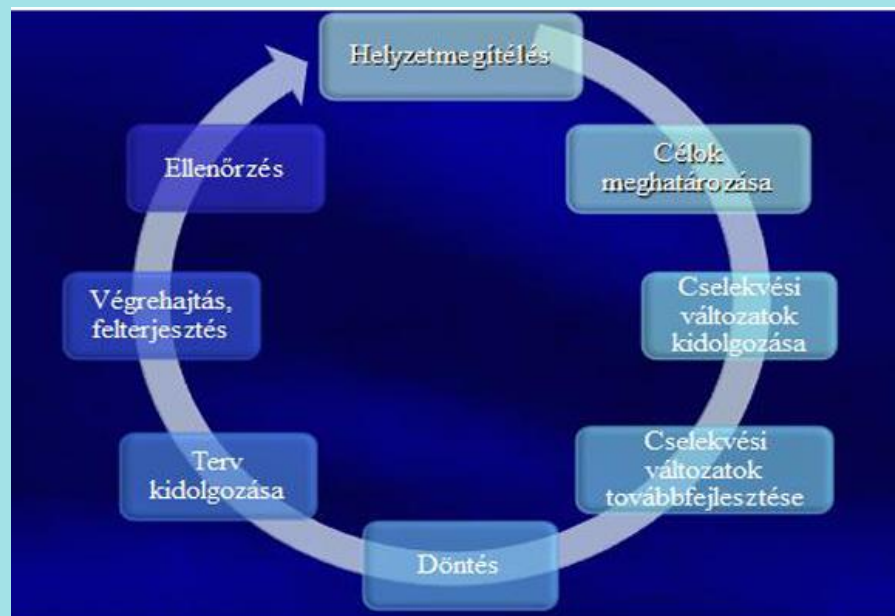 Helyzetmegítélés
Célok
meghatározása
Cselekvési
változatok
kidolgozása
Cselekvési
változatok
továbbfejlesztése
Döntés
Terv
kidolgozása
Végrehajtás,
felterjesztés
Ellenőrzés